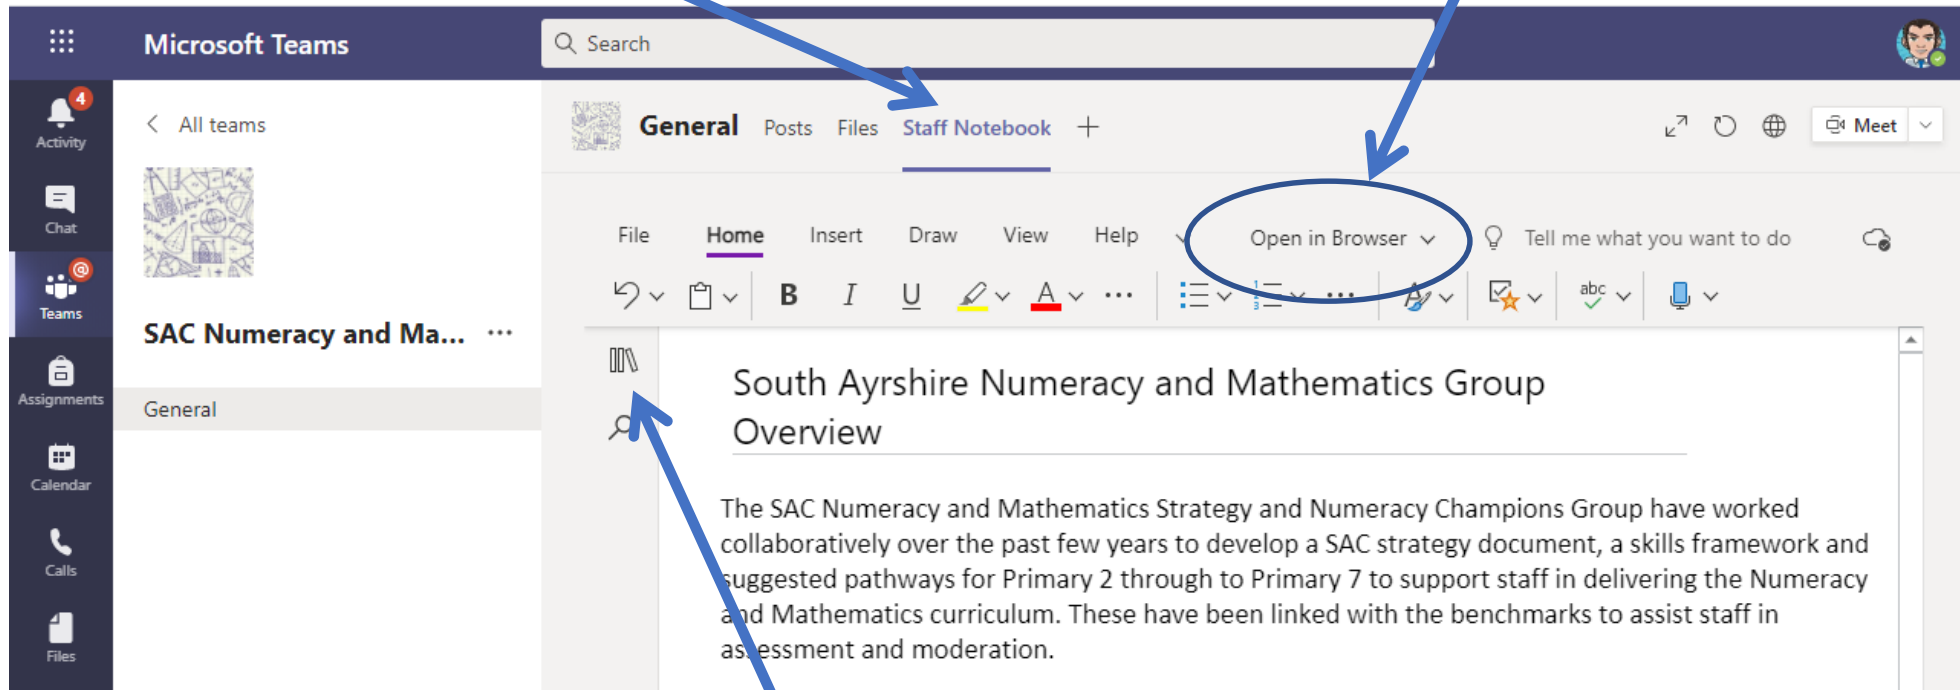 Microsoft Teams
Search
4
Activity
Chat
@
Teams
Assignments
Calendar
Calls
Files
All teams
SAC Numeracy and Ma... ...
General
General Posts Files Staff Notebook +
Meet
File Home Insert Draw View Help Open in Browser Tell me what you want to do
B I U A ... 1 2 3 ... A abc
South Ayrshire Numeracy and Mathematics Group
Overview
The SAC Numeracy and Mathematics Strategy and Numeracy Champions Group have worked
collaboratively over the past few years to develop a SAC strategy document, a skills framework and
suggested pathways for Primary 2 through to Primary 7 to support staff in delivering the Numeracy
and Mathematics curriculum. These have been linked with the benchmarks to assist staff in
assessment and moderation.